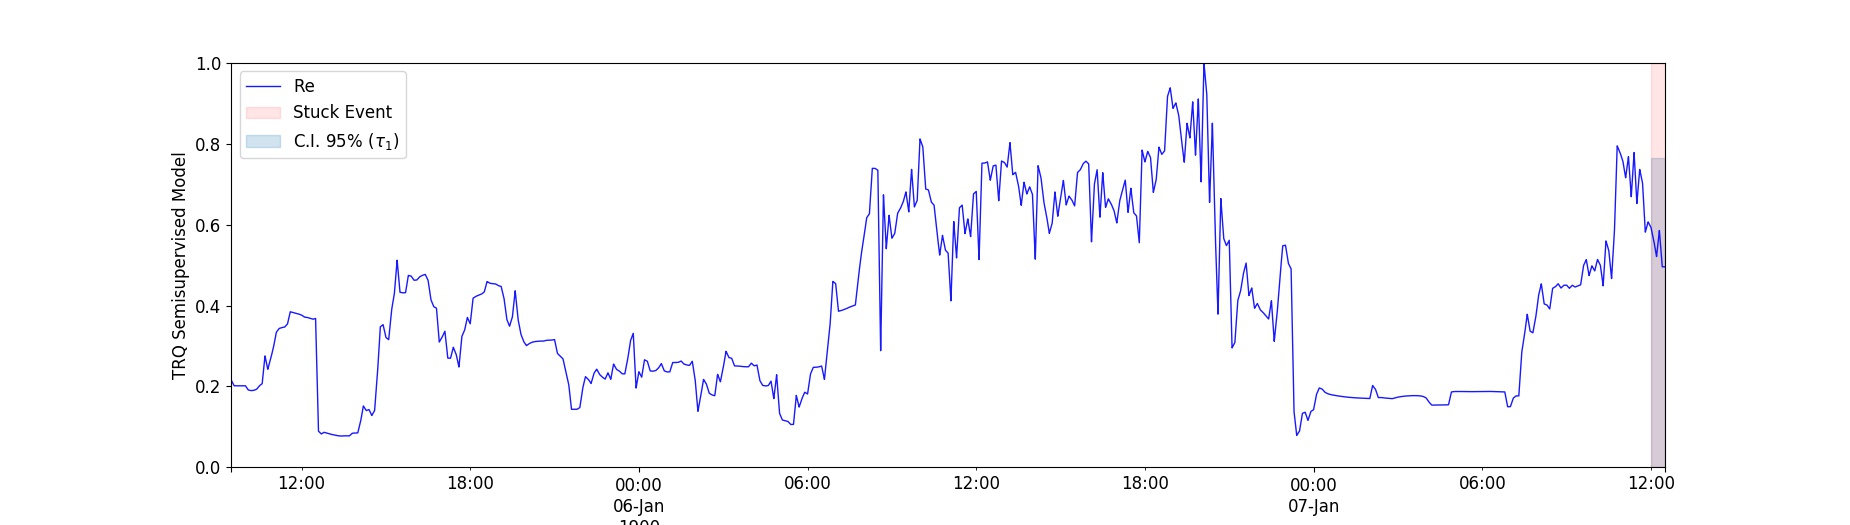 1.0
0.8
0.6
0.4
0.2
0.0
TRQ Semisupervised Model
Re
Stuck Event
C.I. 95% (τ₁)
12:00
18:00
00:00
06-Jan
1900
06:00
12:00
18:00
00:00
07-Jan
06:00
12:00